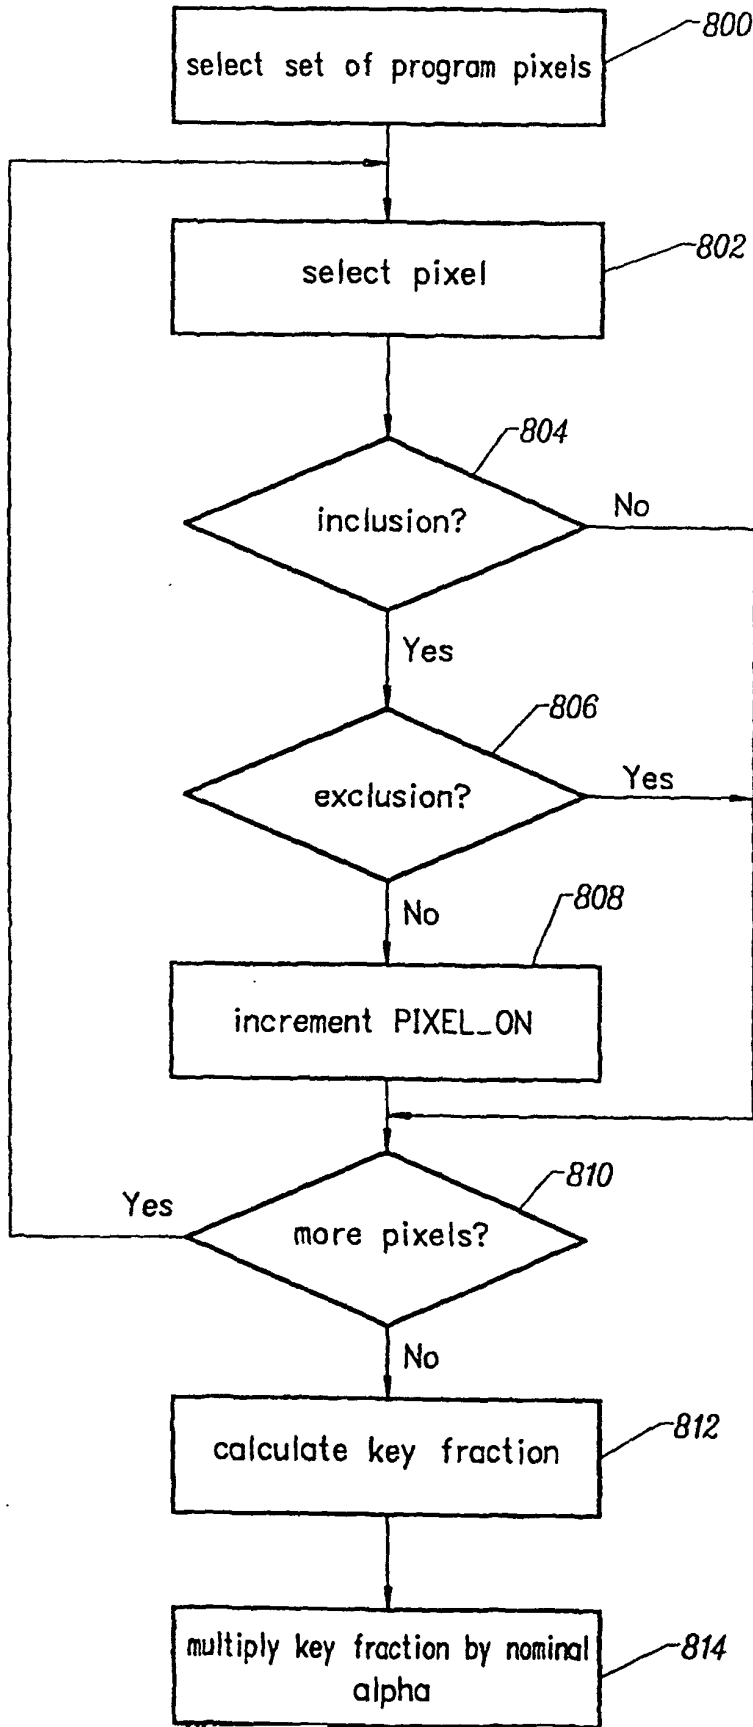 select set of program pixels
800
select pixel
802
804
inclusion?
No
Yes
806
exclusion?
Yes
No
808
increment PIXEL_ON
810
Yes
more pixels?
No
calculate key fraction
812
multiply key fraction by nominal
alpha
814